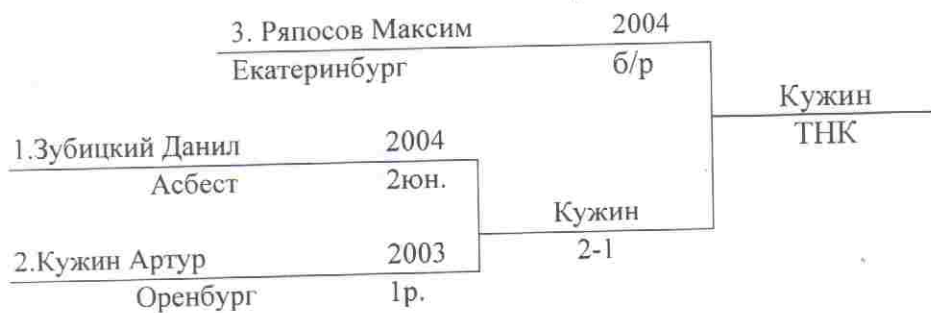 3. Ряпосов Максим 2004
Екатеринбург б/р
Кужин
ТНК
1.Зубицкий Данил 2004
Асбест 2юн.
Кужин
2-1
2.Кужин Артур 2003
Оренбург 1р.